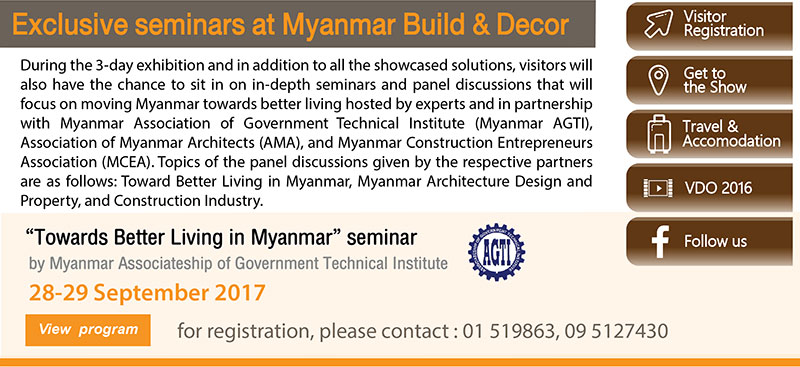 Exclusive seminars at Myanmar Build & Decor
During the 3-day exhibition and in addition to all the showcased solutions, visitors will
also have the chance to sit in on in-depth seminars and panel discussions that will
focus on moving Myanmar towards better living hosted by experts and in partnership
with Myanmar Association of Government Technical Institute (Myanmar AGTI),
Association of Myanmar Architects (AMA), and Myanmar Construction Entrepreneurs
Association (MCEA). Topics of the panel discussions given by the respective partners
are as follows: Toward Better Living in Myanmar, Myanmar Architecture Design and
Property, and Construction Industry.
“Towards Better Living in Myanmar” seminar
by Myanmar Associateship of Government Technical Institute
AGTI
28-29 September 2017
View program
for registration, please contact : 01 519863, 09 5127430
Visitor
Registration
Get to
the Show
Travel &
Accomodation
VDO 2016
Follow us